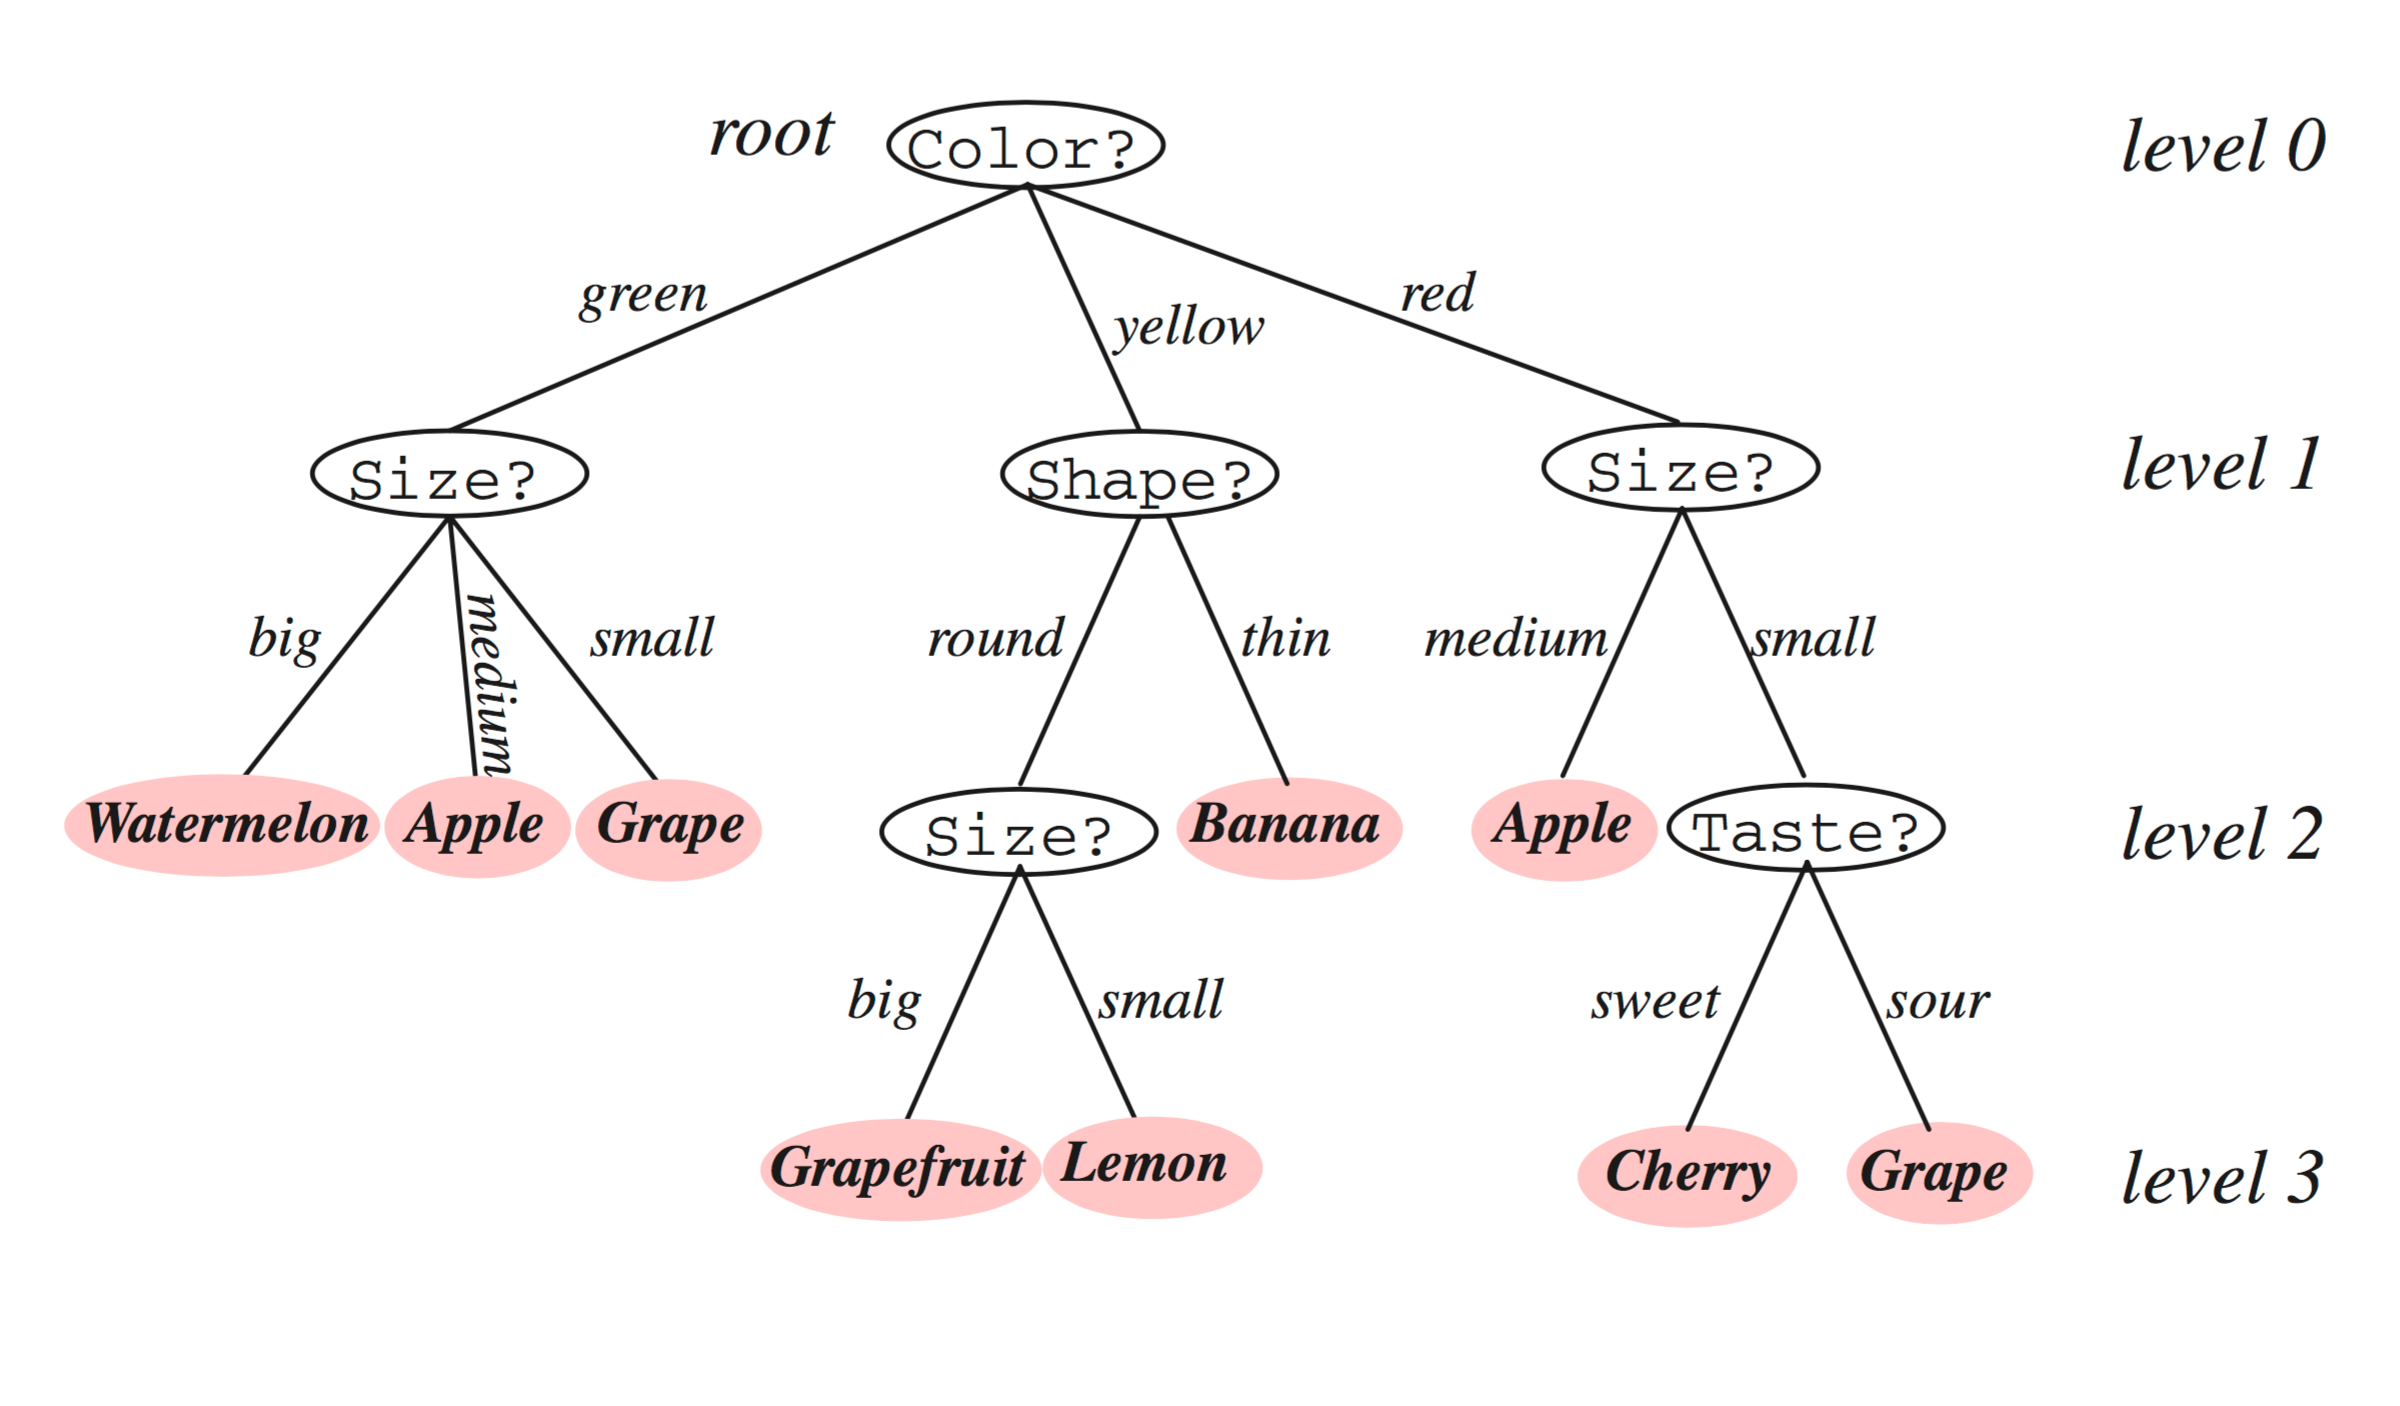 root Color? level 0
green yellow red
Size? Shape? Size? level 1
big medium small round thin medium small
Watermelon Apple Grape Size? Banana Apple Taste? level 2
big small sweet sour
Grapefruit Lemon Cherry Grape level 3